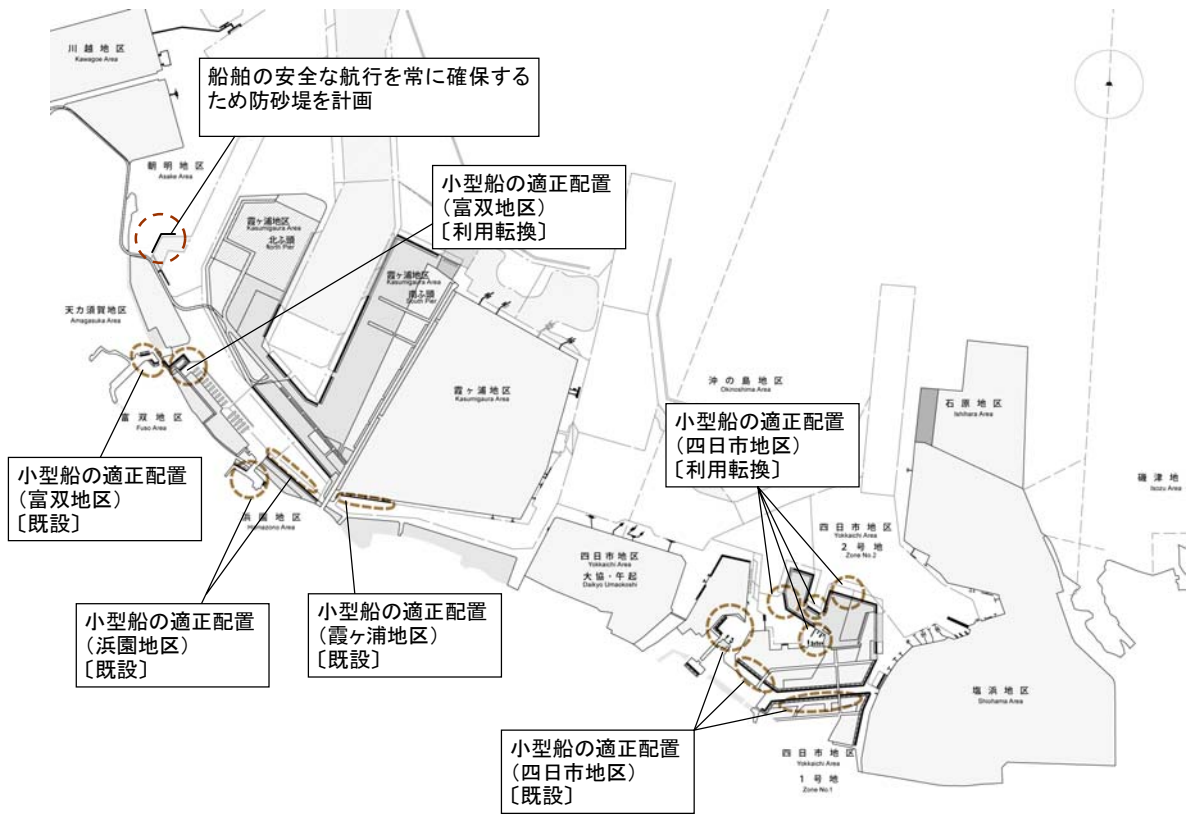 川越地区
Kawagoe Area
船舶の安全な航行を常に確保する
ため防砂堤を計画
朝明地区
Asake Area
小型船の適正配置
（富双地区）
〔利用転換〕
霞ヶ浦地区
Kasumigaura Area
北ふ頭
North Pier
霞ヶ浦地区
Kasumigaura Area
南ふ頭
South Pier
天カ須賀地区
Amagasuka Area
霞ヶ浦地区
Kasumigaura Area
沖の島地区
Okinoshima Area
石原地区
Ishihara Area
富双地区
Fuso Area
小型船の適正配置
（四日市地区）
〔利用転換〕
小型船の適正配置
（富双地区）
〔既設〕
磯津地
Isozu Area
浜園地区
Hamazono Area
四日市地区
Yokkaichi Area
2号地
Zone No.2
四日市地区
Yokkaichi Area
大協・午起
Daikyo Umaokoshi
小型船の適正配置
（浜園地区）
〔既設〕
小型船の適正配置
（霞ヶ浦地区）
〔既設〕
塩浜地区
Shiohama Area
小型船の適正配置
（四日市地区）
〔既設〕
四日市地区
Yokkaichi Area
1号地
Zone No.1